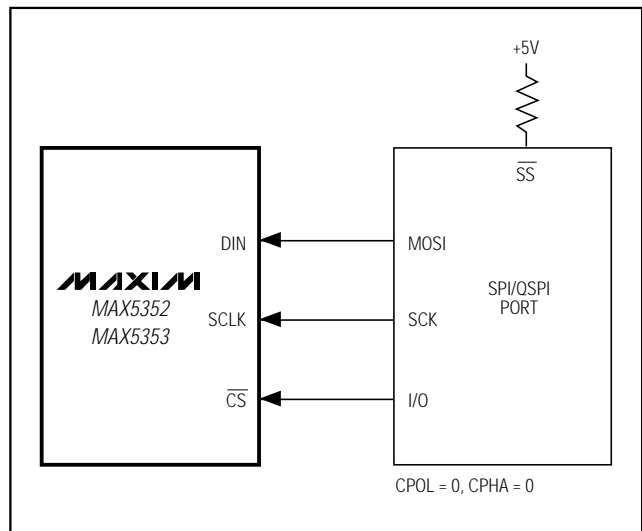 +5V
SS
DIN
MOSI
MAXIM
MAX5352
MAX5353
SPI/QSPI
PORT
SCLK
SCK
CS
I/O
CPOL = 0, CPHA = 0